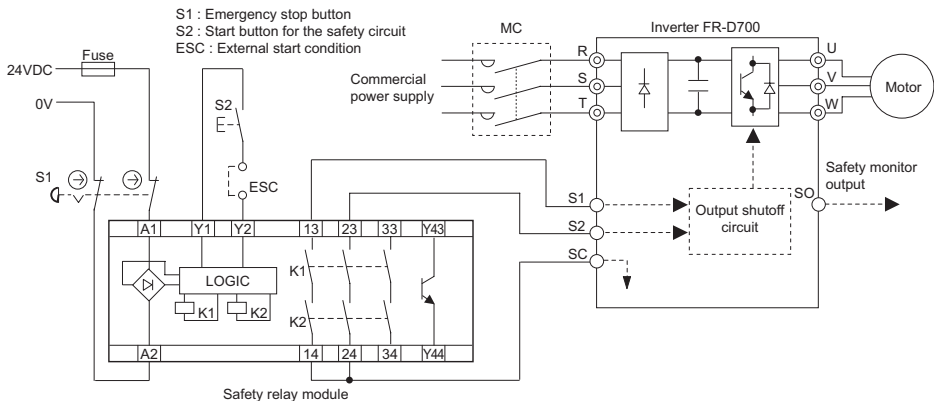 S1 : Emergency stop button
S2 : Start button for the safety circuit
ESC : External start condition
MC
Inverter FR-D700
Fuse
24VDC
0V
Commercial
power supply
R
S
T
U
V
W
Motor
S2
ESC
S1
Safety monitor
output
SO
S1
S2
SC
Output shutoff
circuit
A1
Y1
Y2
13
23
33
Y43
LOGIC
K1
K2
K1
K2
A2
14
24
34
Y44
Safety relay module